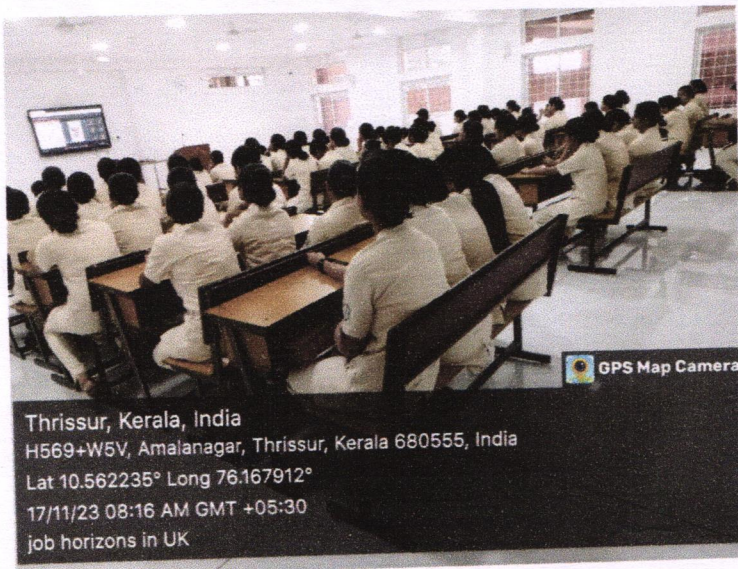 GPS Map Camera
Thrissur, Kerala, India
H569+W5V, Amalanagar, Thrissur, Kerala 680555, India
Lat 10.562235° Long 76.167912°
17/11/23 08:16 AM GMT +05:30
job horizons in UK